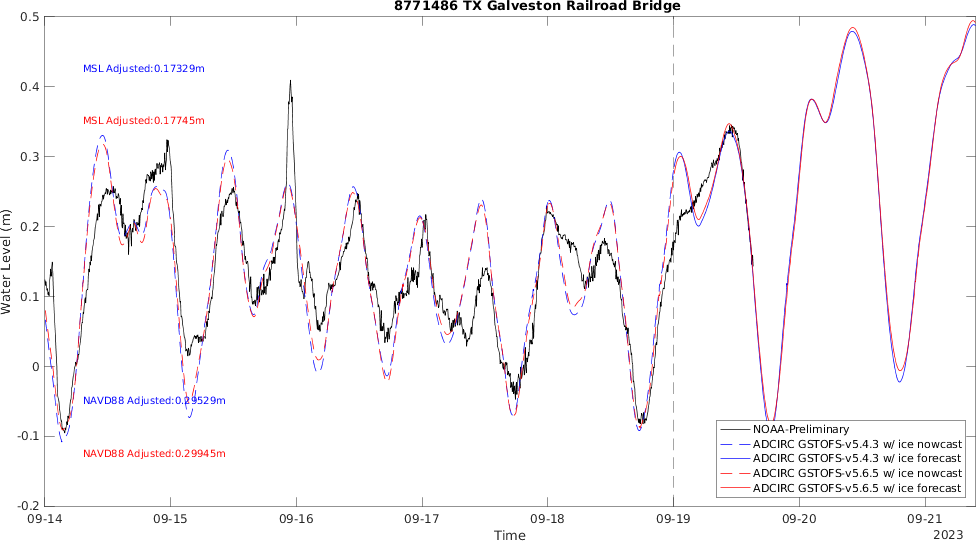 8771486 TX Galveston Railroad Bridge
0.5
0.4
0.3
0.2
0.1
0
-0.1
-0.2
Water Level (m)
MSL Adjusted:0.17329m
MSL Adjusted:0.17745m
NAVD88 Adjusted:0.29529m
NAVD88 Adjusted:0.29945m
NOAA-Preliminary
ADCIRC GSTOFS-v5.4.3 w/ ice nowcast
ADCIRC GSTOFS-v5.4.3 w/ ice forecast
ADCIRC GSTOFS-v5.6.5 w/ ice nowcast
ADCIRC GSTOFS-v5.6.5 w/ ice forecast
09-14 09-15 09-16 09-17 09-18 09-19 09-20 09-21
Time
2023